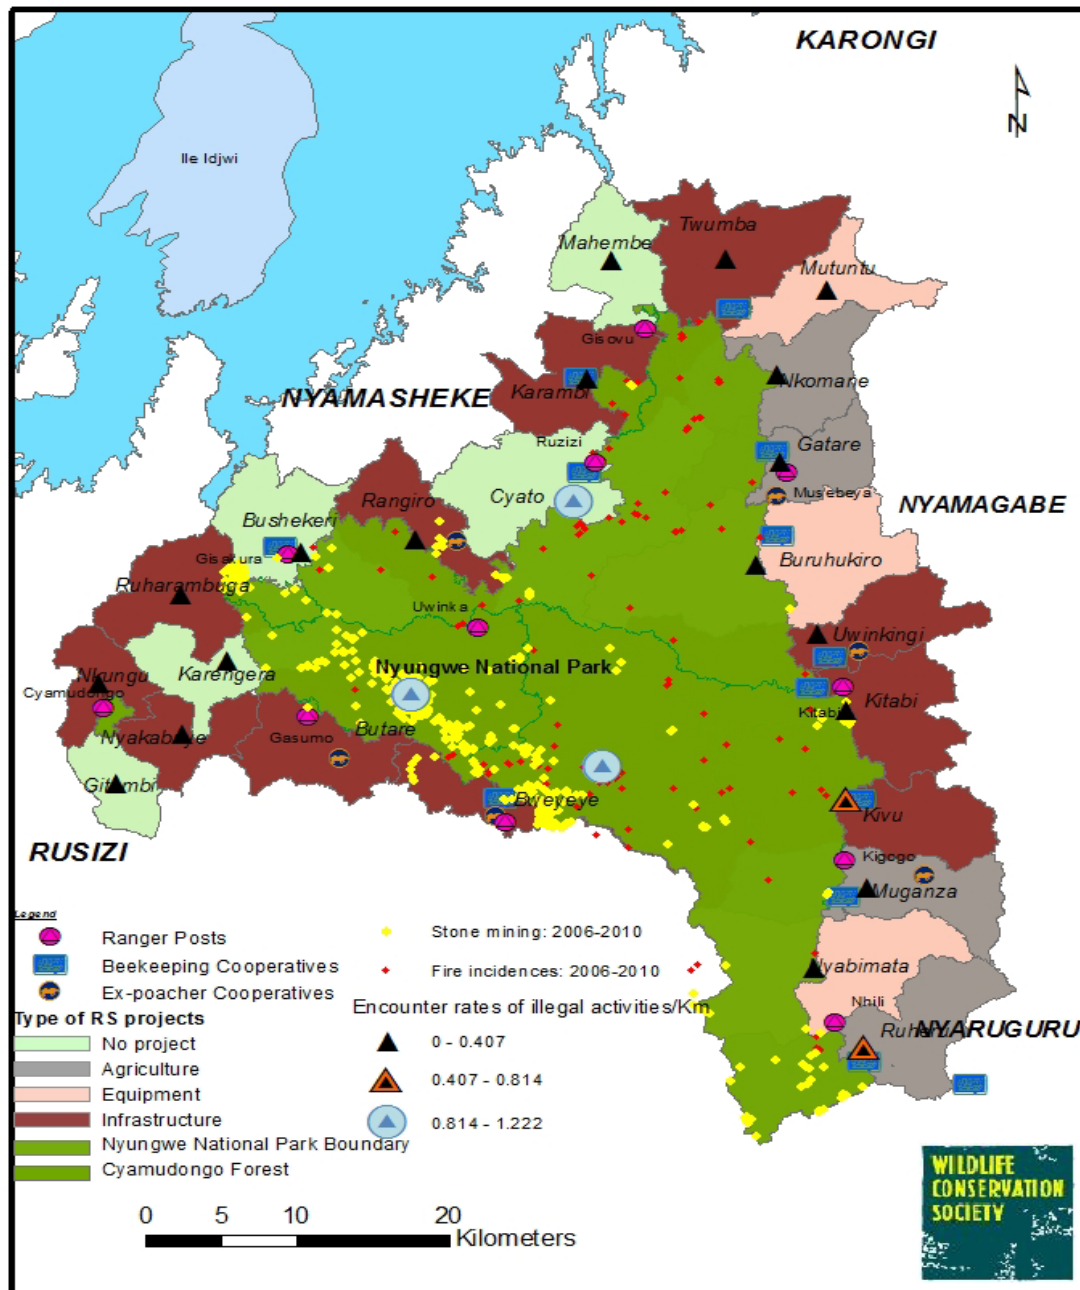 KARONGI
N
Ile Idjwi
Twumba
Mahembe
Mutuntu
Gisovu
NYAMASHEKE
Karambi
Nkomane
Ruzizi
Gatare
Rangiro
Cyato
Musebeya
NYAMAGABE
Bushekeri
Gisakura
Buruhukiro
Ruharambuga
Uwinka
Uwinkingi
Nyungwe National Park
Karengera
Nkungu
Cyamudongo
Kitabi
Kitabi
Butare
Gasumo
Nyakabuye
Gitambi
Bweyeye
Kivu
RUSIZI
Kigogo
Muganza
Nyabimata
Nhili
NYARUGURU
Legend
Ranger Posts
Beekeeping Cooperatives
Ex-poacher Cooperatives
Type of RS projects
No project
Agriculture
Equipment
Infrastructure
Nyungwe National Park Boundary
Cyamudongo Forest
Stone mining: 2006-2010
Fire incidences: 2006-2010
Encounter rates of illegal activities/Km
0 - 0.407
0.407 - 0.814
0.814 - 1.222
0 5 10 20
Kilometers
WILDLIFE
CONSERVATION
SOCIETY